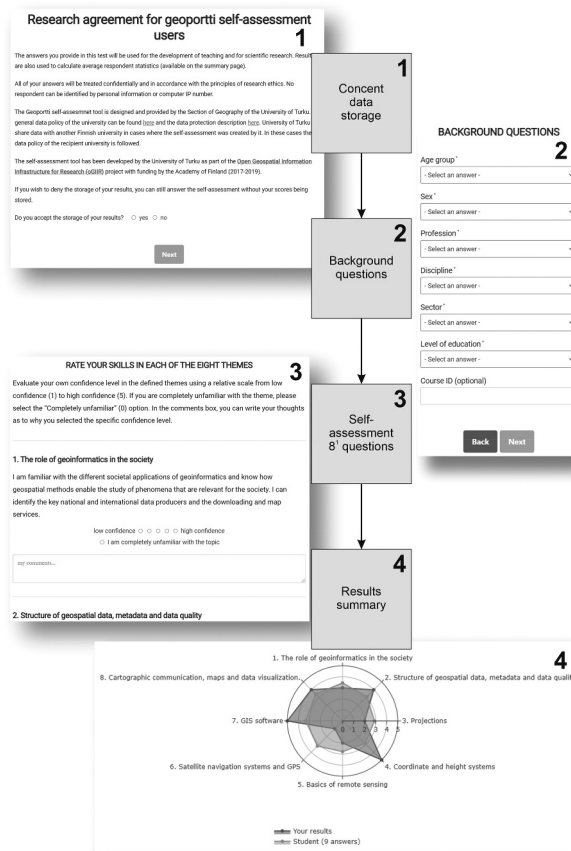 Research agreement for geoportti self-assessment
users
1
The answers you provide in this test will be used for the development of teaching and for scientific research. Result
are also used to calculate average respondent statistics (available on the summary page).
All of your answers will be treated confidentially and in accordance with the principles of research ethics. No
respondent can be identified by personal information or computer IP number.
The Geoportti self-assesmnet tool is designed and provided by the Section of Geography of the University of Turku.
general data policy of the university can be found here and the data protection description here. University of Turku
share data with another Finnish university in cases where the self-assessment was created by it. In these cases the
data policy of the recipient university is followed.
The self-assessment tool has been developed by the University of Turku as part of the Open Geospatial Information
Infrastructure for Research (oGIIR) project with funding by the Academy of Finland (2017-2019).
If you wish to deny the storage of your results, you can still answer the self-assessment without your scores being
stored.
Do you accept the storage of your results? yes no
Next
1
Concent
data
storage
2
Background
questions
3
Self-
assessment
8¹ questions
4
Results
summary
BACKGROUND QUESTIONS
2
Age group*
- Select an answer -
Sex*
- Select an answer -
Profession*
- Select an answer -
Discipline*
- Select an answer -
Sector*
- Select an answer -
Level of education*
- Select an answer -
Course ID (optional)
Back Next
RATE YOUR SKILLS IN EACH OF THE EIGHT THEMES
3
Evaluate your own confidence level in the defined themes using a relative scale from low
confidence (1) to high confidence (5). If you are completely unfamiliar with the theme, please
select the "Completely unfamiliar" (0) option. In the comments box, you can write your thoughts
as to why you selected the specific confidence level.
1. The role of geoinformatics in the society
I am familiar with the different societal applications of geoinformatics and know how
geospatial methods enable the study of phenomena that are relevant for the society. I can
identify the key national and international data producers and the downloading and map
services.
low confidence high confidence
I am completely unfamiliar with the topic
my comments...
2. Structure of geospatial data, metadata and data quality
4
1. The role of geoinformatics in the society
8. Cartographic communication, maps and data visualization.
2. Structure of geospatial data, metadata and data qualit
7. GIS software
0 1 2 3 4 5
3. Projections
6. Satellite navigation systems and GPS
4. Coordinate and height systems
5. Basics of remote sensing
Your results
Student (9 answers)